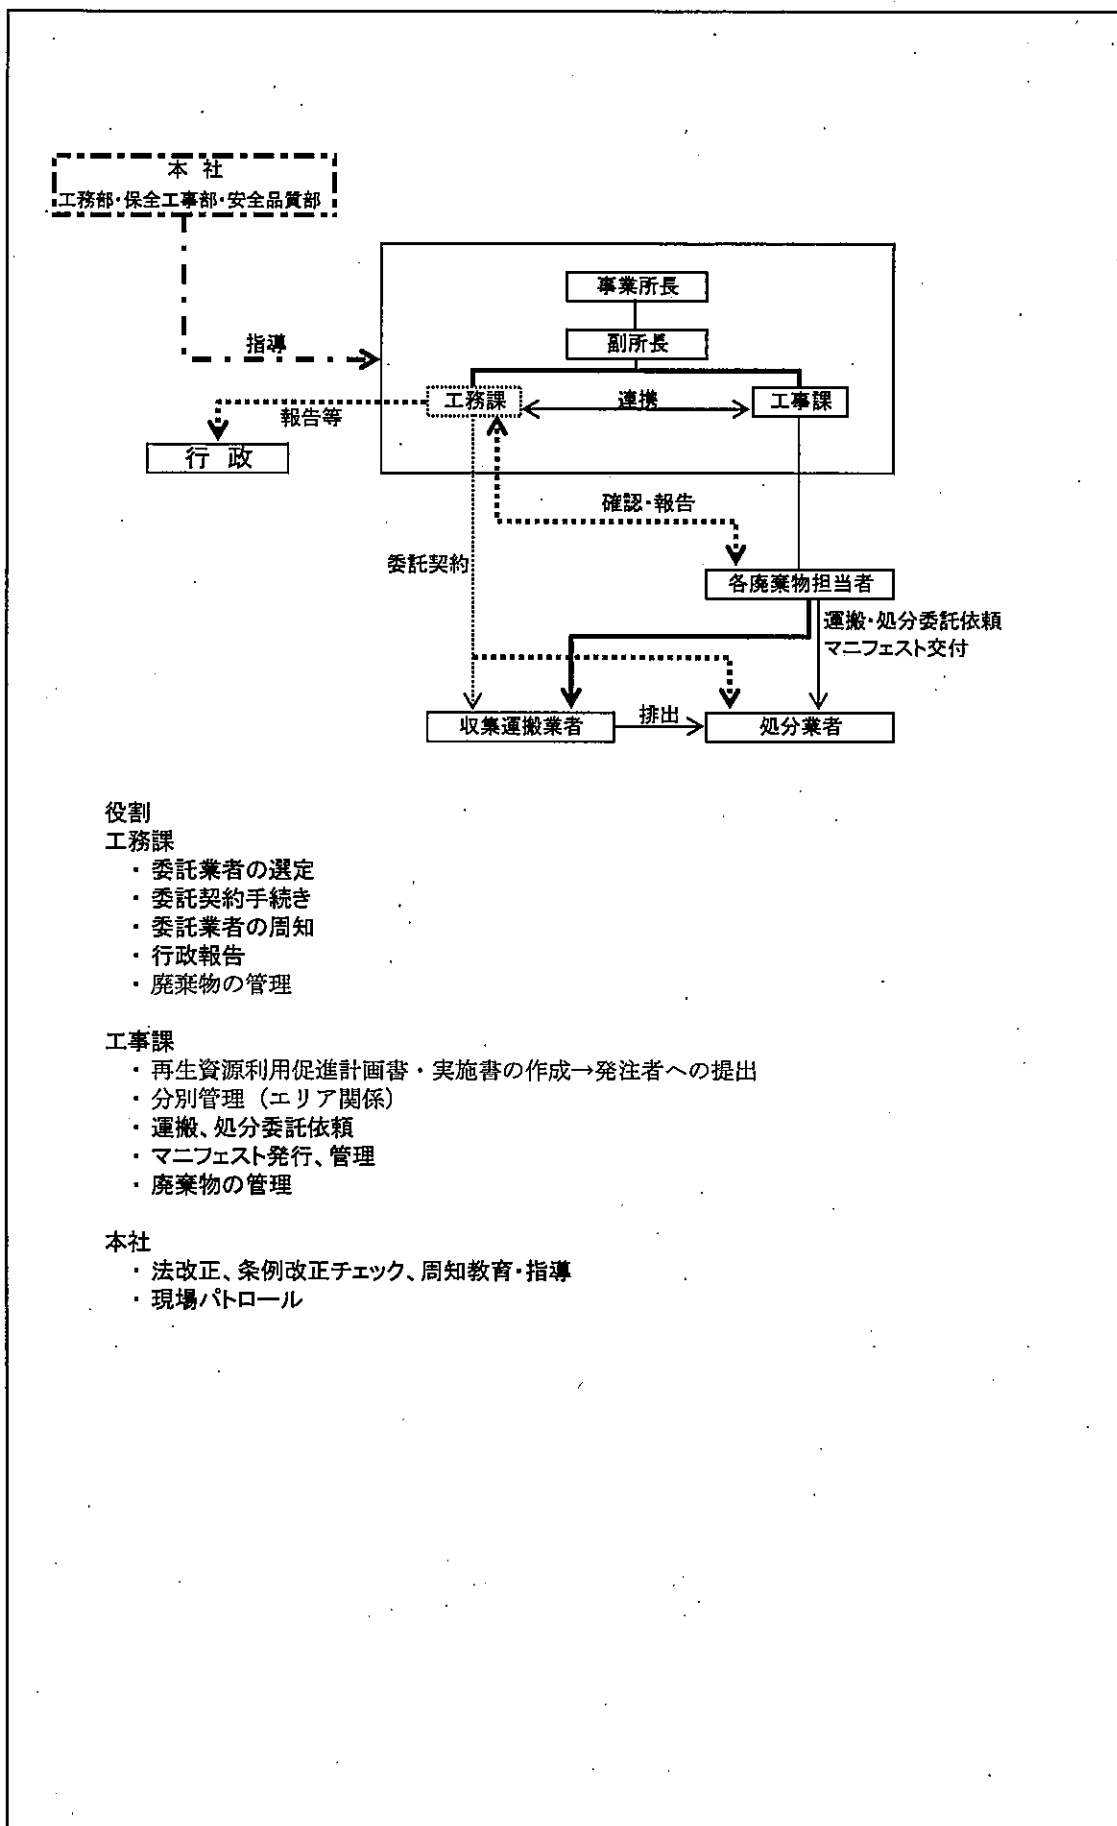 本 社
工務部・保全工事部・安全品質部
事業所長
副所長
指導
工務課
連携
工事課
報告等
行 政
確認・報告
委託契約
各廃棄物担当者
運搬・処分委託依頼
マニフェスト交付
収集運搬業者
排出
処分業者
役割
工務課
・ 委託業者の選定
・ 委託契約手続き
・ 委託業者の周知
・ 行政報告
・ 廃棄物の管理
工事課
・ 再生資源利用促進計画書・実施書の作成→発注者への提出
・ 分別管理（エリア関係）
・ 運搬、処分委託依頼
・ マニフェスト発行、管理
・ 廃棄物の管理
本社
・ 法改正、条例改正チェック、周知教育・指導
・ 現場パトロール